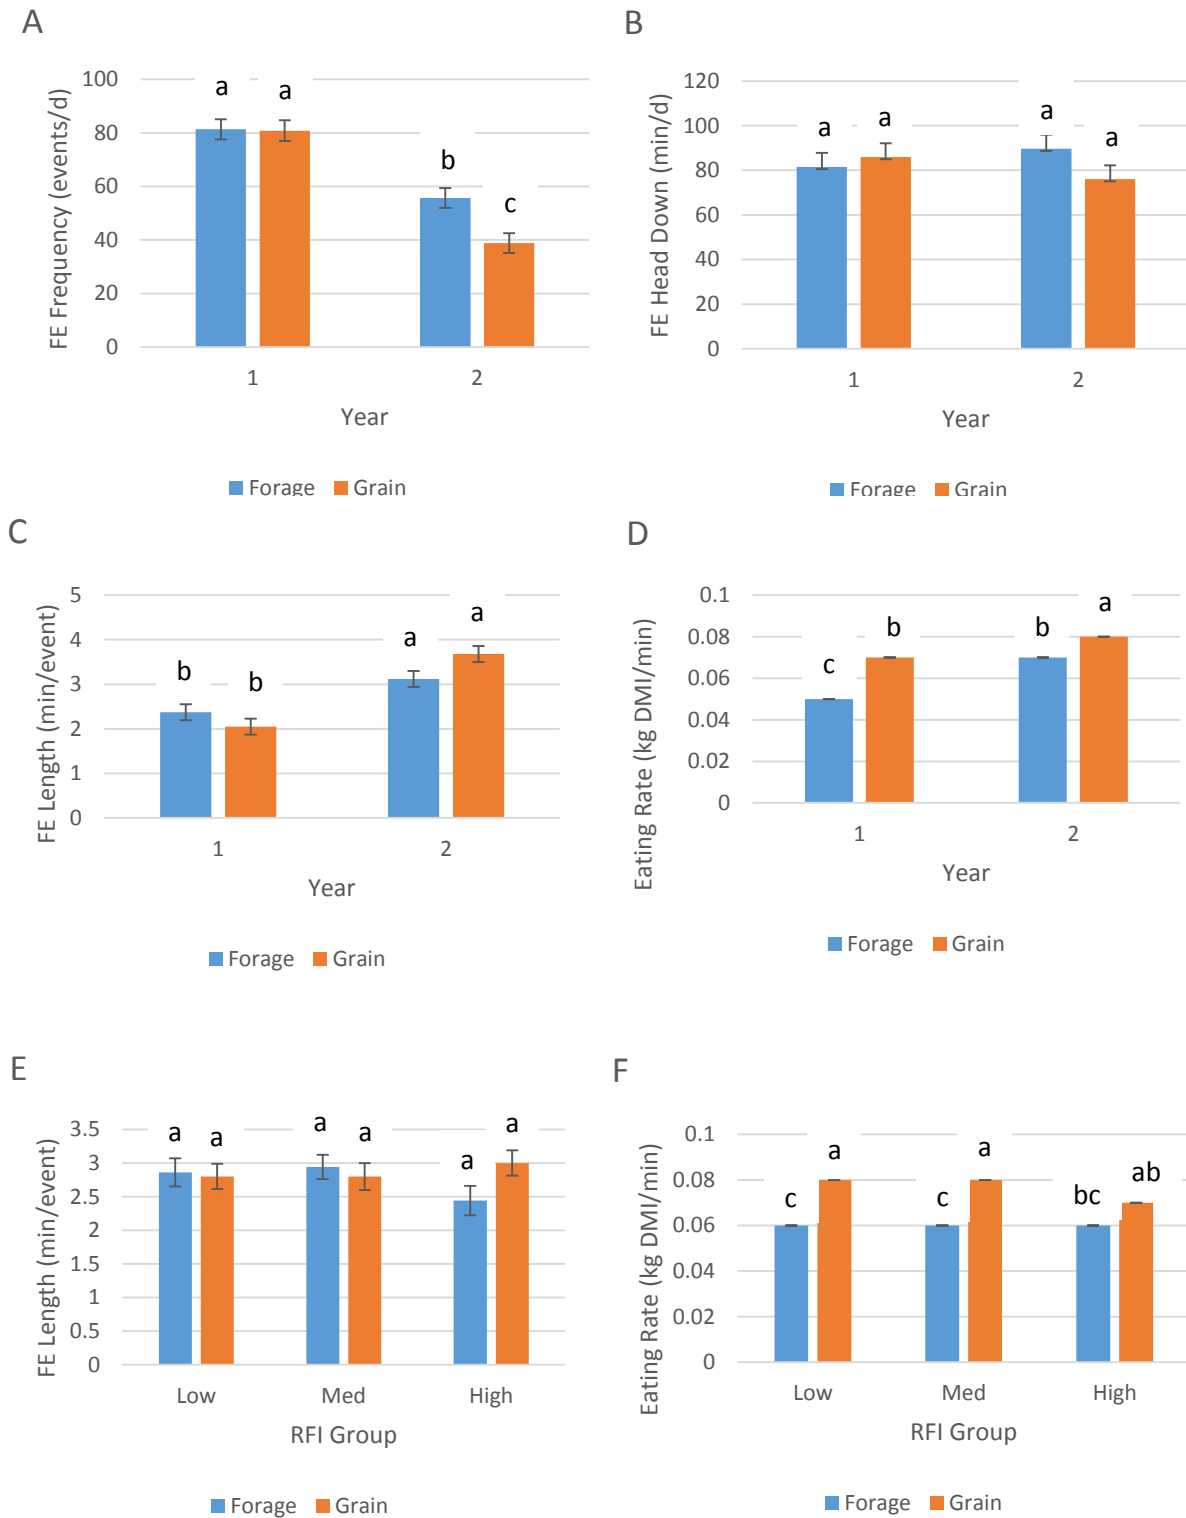 A
FE Frequency (events/d)
100
80
60
40
20
0
a
a
b
c
1
2
Year
Forage
Grain
B
FE Head Down (min/d)
120
100
80
60
40
20
0
a
a
a
a
1
2
Year
Forage
Grain
C
FE Length (min/event)
5
4
3
2
1
0
b
b
a
a
1
2
Year
Forage
Grain
D
Eating Rate (kg DMI/min)
0.1
0.08
0.06
0.04
0.02
0
c
b
b
a
1
2
Year
Forage
Grain
E
FE Length (min/event)
3.5
3
2.5
2
1.5
1
0.5
0
a
a
a
a
a
a
Low
Med
High
RFI Group
Forage
Grain
F
Eating Rate (kg DMI/min)
0.1
0.08
0.06
0.04
0.02
0
c
a
c
a
bc
ab
Low
Med
High
RFI Group
Forage
Grain